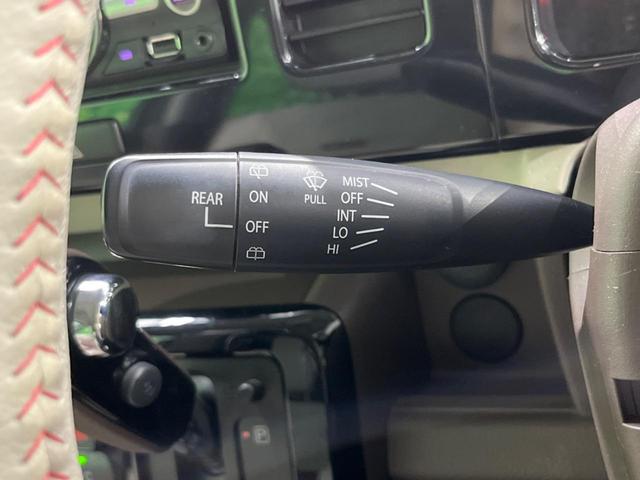 REAR
ON
OFF
PULL
MIST
OFF
INT
LO
HI